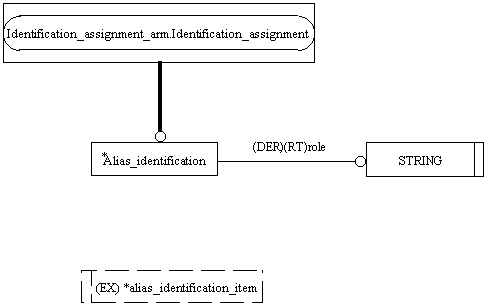 Identification_assignment_arm.Identification_assignment
*Alias_identification
(DER)(RT)role
STRING
(EX) *alias_identification_item